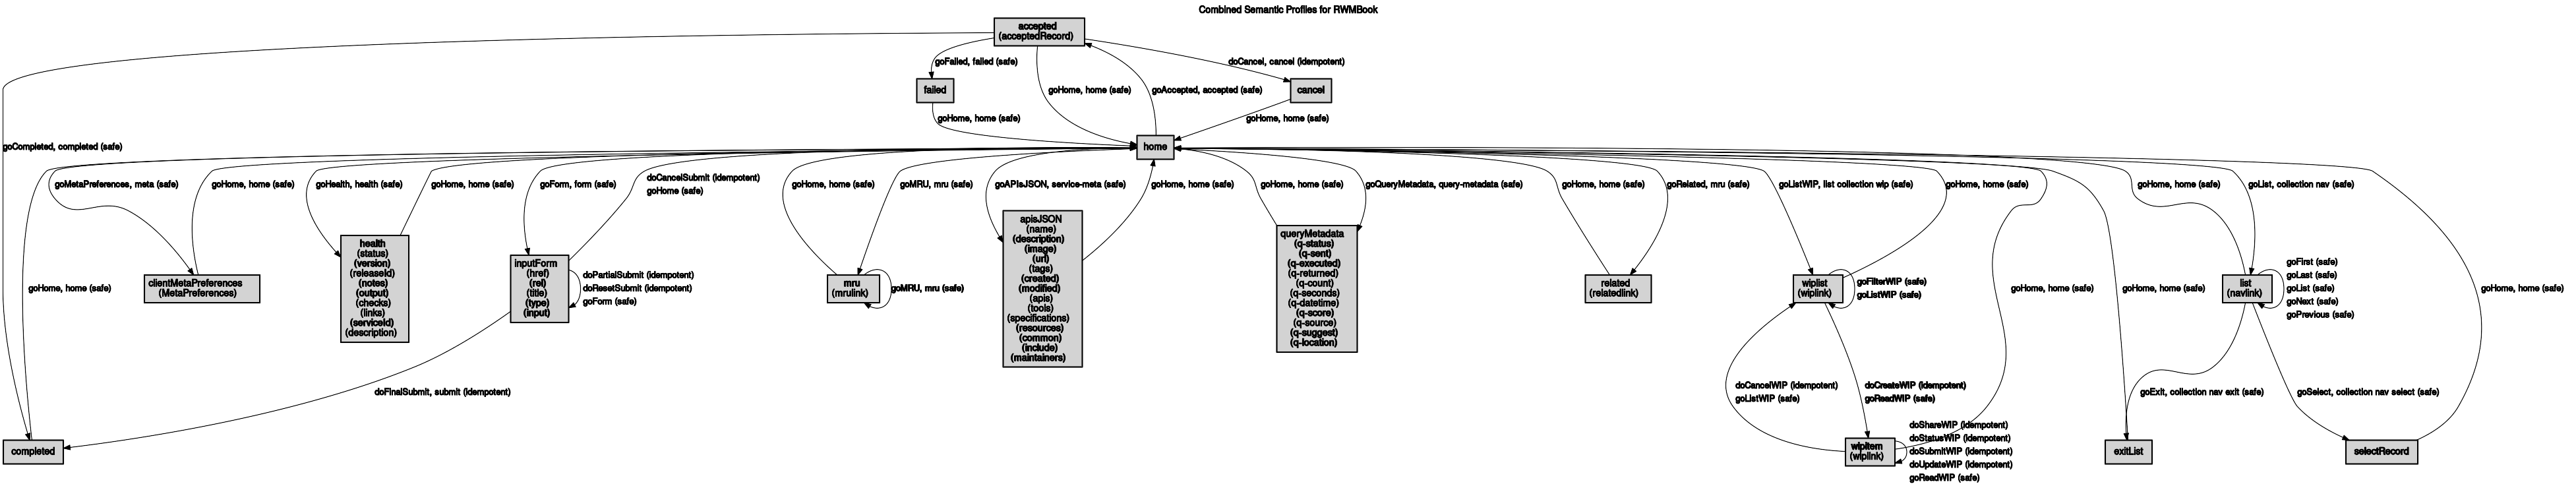 Combined Semantic Profiles for RWMBook
accepted
(acceptedRecord)
goFailed, failed (safe)
doCancel, cancel (idempotent)
failed
goHome, home (safe)
goAccepted, accepted (safe)
cancel
goHome, home (safe)
goHome, home (safe)
goCompleted, completed (safe)
home
goMetaPreferences, meta (safe)
goHome, home (safe)
goHealth, health (safe)
goHome, home (safe)
goForm, form (safe)
doCancelSubmit (idempotent)
goHome (safe)
goHome, home (safe)
goMRU, mru (safe)
goAPIsJSON, service-meta (safe)
goHome, home (safe)
goHome, home (safe)
goQueryMetadata, query-metadata (safe)
goHome, home (safe)
goRelated, mru (safe)
goListWIP, list collection wip (safe)
goHome, home (safe)
goHome, home (safe)
goList, collection nav (safe)
goHome, home (safe)
clientMetaPreferences
(MetaPreferences)
health
(status)
(version)
(releaseId)
(notes)
(output)
(checks)
(links)
(serviceId)
(description)
inputForm
(href)
(rel)
(title)
(type)
(input)
doPartialSubmit (idempotent)
doResetSubmit (idempotent)
goForm (safe)
mru
(mrulink)
goMRU, mru (safe)
apisJSON
(name)
(description)
(image)
(url)
(tags)
(created)
(modified)
(apis)
(tools)
(specifications)
(resources)
(common)
(include)
(maintainers)
queryMetadata
(q-status)
(q-sent)
(q-executed)
(q-returned)
(q-count)
(q-seconds)
(q-datetime)
(q-score)
(q-source)
(q-suggest)
(q-location)
related
(relatedlink)
wiplist
(wiplink)
goFilterWIP (safe)
goListWIP (safe)
goHome, home (safe)
goHome, home (safe)
list
(navlink)
goFirst (safe)
goLast (safe)
goList (safe)
goNext (safe)
goPrevious (safe)
goHome, home (safe)
doFinalSubmit, submit (idempotent)
doCancelWIP (idempotent)
goListWIP (safe)
doCreateWIP (idempotent)
goReadWIP (safe)
goExit, collection nav exit (safe)
goSelect, collection nav select (safe)
completed
wipItem
(wiplink)
doShareWIP (idempotent)
doStatusWIP (idempotent)
doSubmitWIP (idempotent)
doUpdateWIP (idempotent)
goReadWIP (safe)
exitList
selectRecord